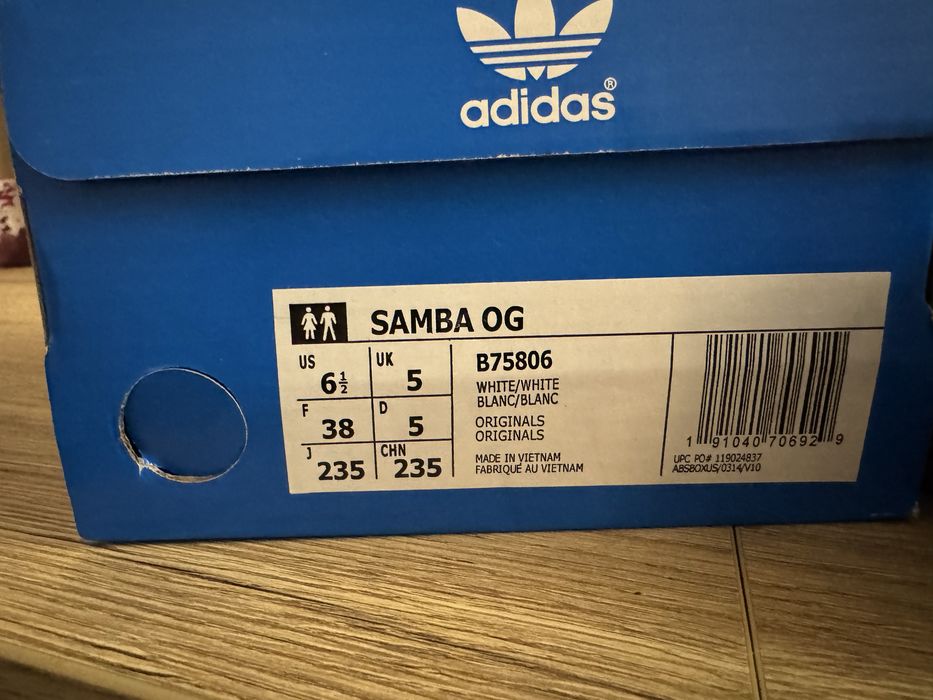 adidas®
SAMBA OG
US 6½ UK 5
F 38 D 5
J 235 CHN 235
B75806
WHITE/WHITE
BLANC/BLANC
ORIGINALS
ORIGINALS
MADE IN VIETNAM
FABRIQUÉ AU VIETNAM
1 91040 70692 9
UPC PO# 119024837
ABSBOXUS/0314/V10